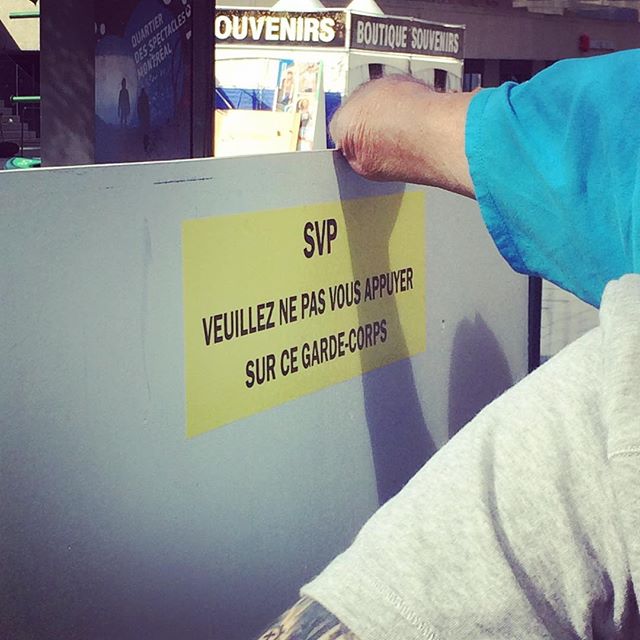 QUARTIER
DES SPECTACLES
MONTRÉAL
OUVENIRS
BOUTIQUE SOUVENIRS
SVP
VEUILLEZ NE PAS VOUS APPUYER
SUR CE GARDE-CORPS